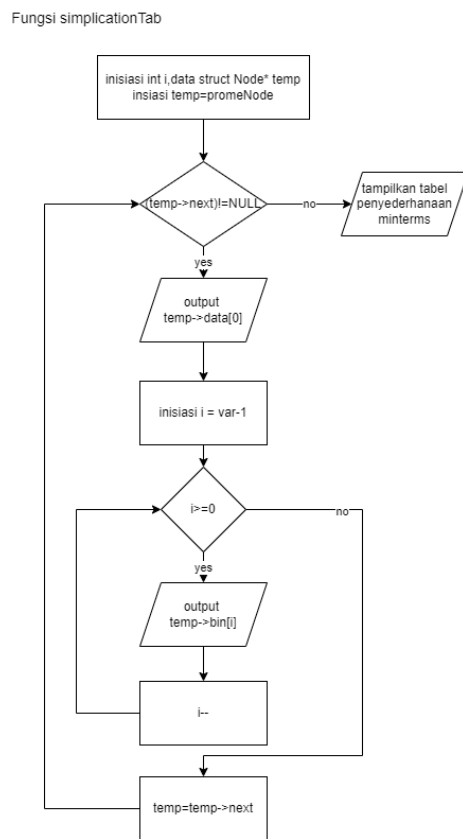 Fungsi simplicationTab
inisiasi int i,data struct Node* temp
insiasi temp=promeNode
(temp->next)!=NULL
no
tampilkan tabel
penyederhanaan
minterms
yes
output
temp->data[0]
inisiasi i = var-1
i>=0
no
yes
output
temp->bin[i]
i--
temp=temp->next